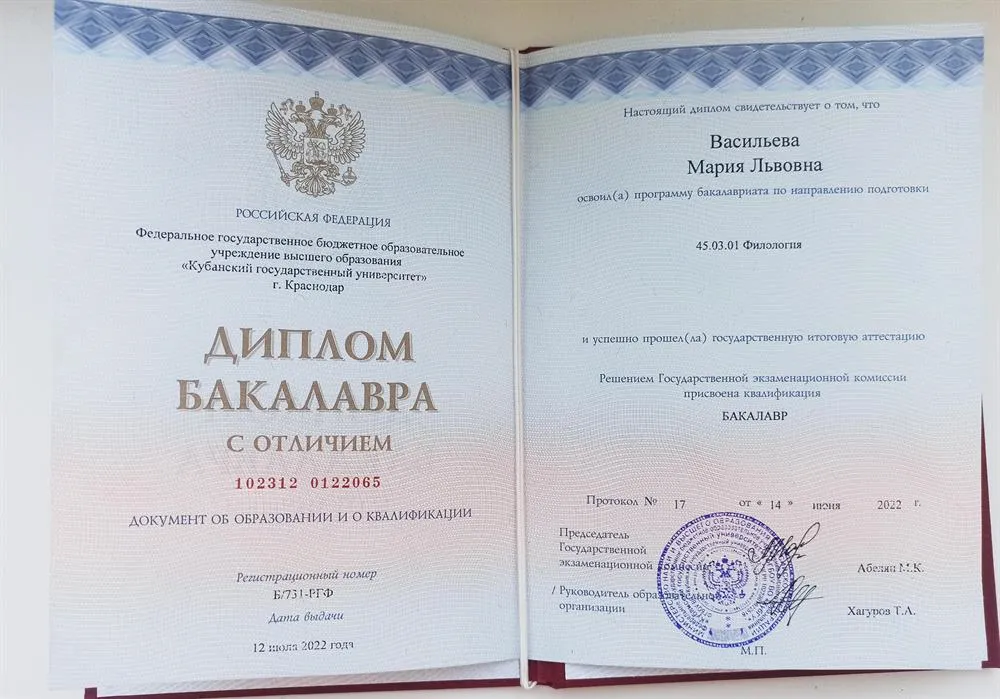 РОССИЙСКАЯ ФЕДЕРАЦИЯ
Федеральное государственное бюджетное образовательное
учреждение высшего образования
«Кубанский государственный университет»
г. Краснодар
ДИПЛОМ
БАКАЛАВРА
С ОТЛИЧИЕМ
102312 0122065
ДОКУМЕНТ ОБ ОБРАЗОВАНИИ И О КВАЛИФИКАЦИИ
Регистрационный номер
Б/731-РГФ
Дата выдачи
12 июля 2022 года
Настоящий диплом свидетельствует о том, что
Васильева
Мария Львовна
освоил(а) программу бакалавриата по направлению подготовки
45.03.01 Филология
и успешно прошел(ла) государственную итоговую аттестацию
Решением Государственной экзаменационной комиссии
присвоена квалификация
БАКАЛАВР
Протокол № 17 от « 14 » июня 2022 г.
Председатель
Государственной
экзаменационной комиссии
Абелян М.К.
/ Руководитель образовательной
организации
Хагуров Т.А.
М.П.